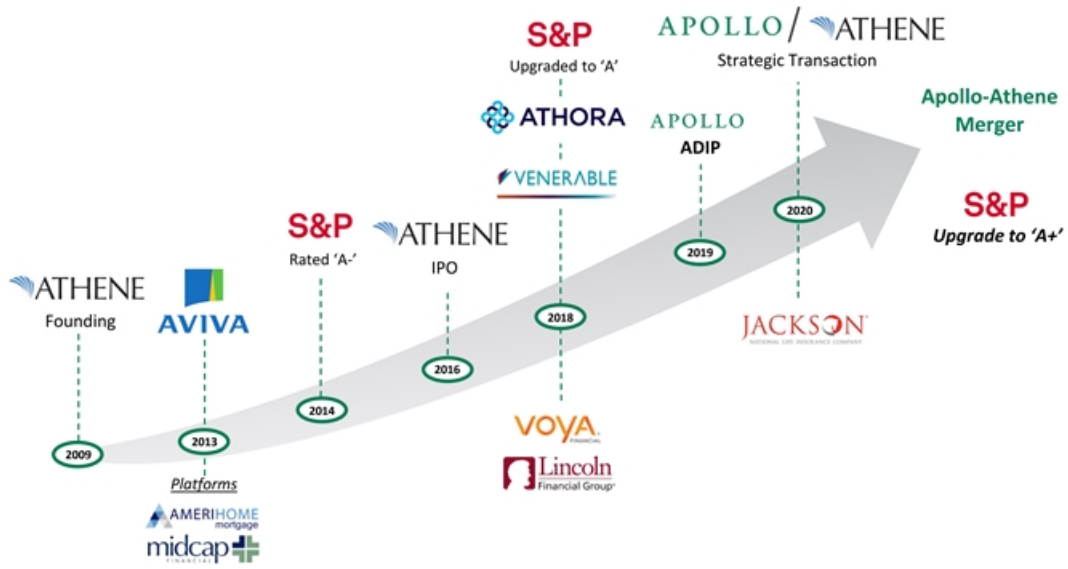 ATHENE
Founding
2009
AVIVA
2013
Platforms
AMERIHOME
mortgage
midcap
FINANCIAL
S&P
Rated ‘A-’
2014
ATHENE
IPO
2016
S&P
Upgraded to ‘A’
ATHORA
VENERABLE
2018
VOYA
FINANCIAL
Lincoln
Financial Group
APOLLO
ADIP
2019
APOLLO / ATHENE
Strategic Transaction
2020
JACKSON
NATIONAL LIFE INSURANCE COMPANY
Apollo-Athene
Merger
S&P
Upgrade to ‘A+’